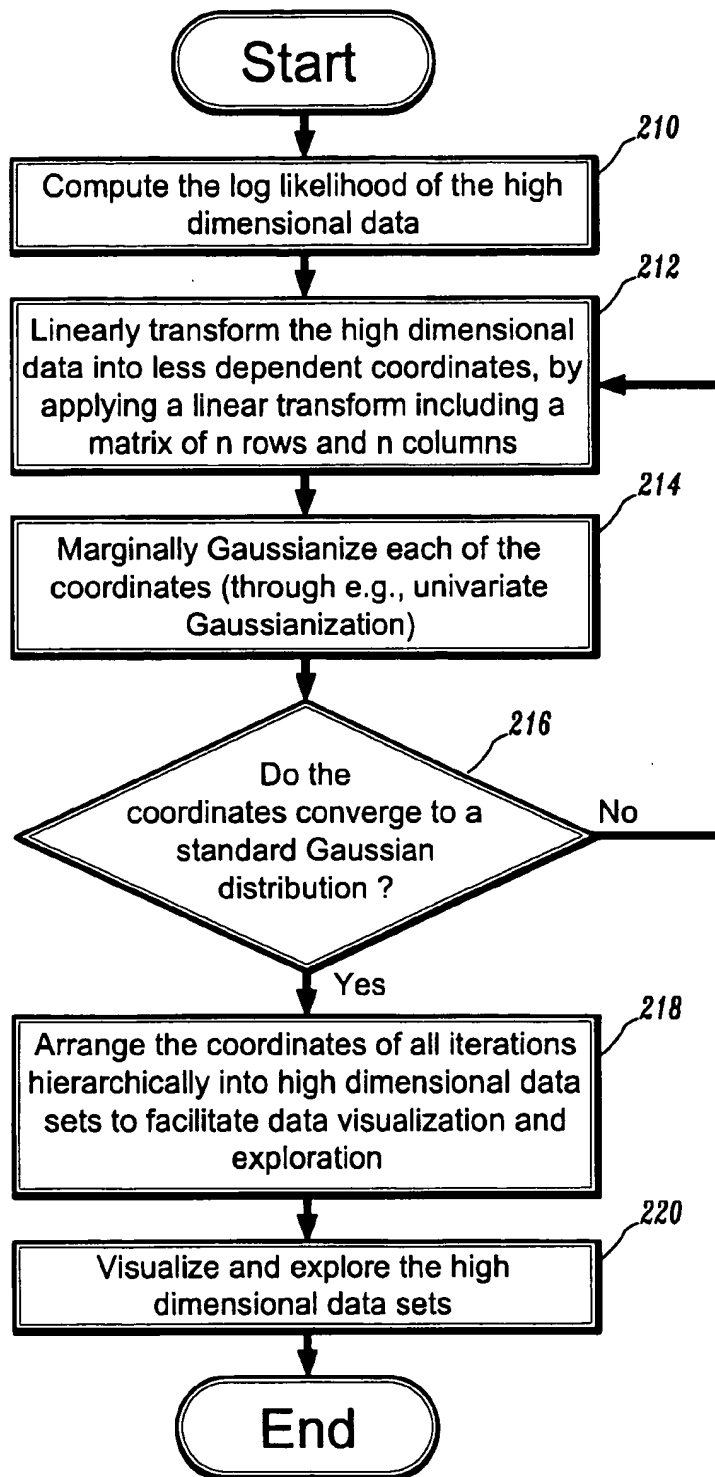 Start
210
Compute the log likelihood of the high
dimensional data
212
Linearly transform the high dimensional
data into less dependent coordinates, by
applying a linear transform including a
matrix of n rows and n columns
214
Marginally Gaussianize each of the
coordinates (through e.g., univariate
Gaussianization)
216
Do the
coordinates converge to a
standard Gaussian
distribution ?
No
Yes
218
Arrange the coordinates of all iterations
hierarchically into high dimensional data
sets to facilitate data visualization and
exploration
220
Visualize and explore the high
dimensional data sets
End